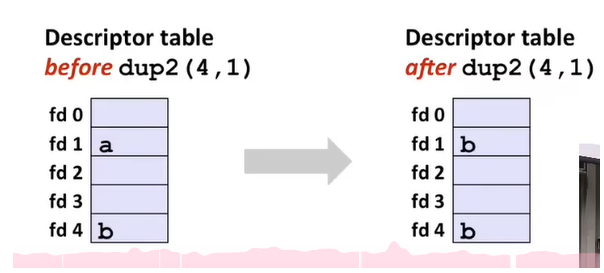 Descriptor table
before dup2(4,1)
fd 0
fd 1 a
fd 2
fd 3
fd 4 b
Descriptor table
after dup2(4,1)
fd 0
fd 1 b
fd 2
fd 3
fd 4 b